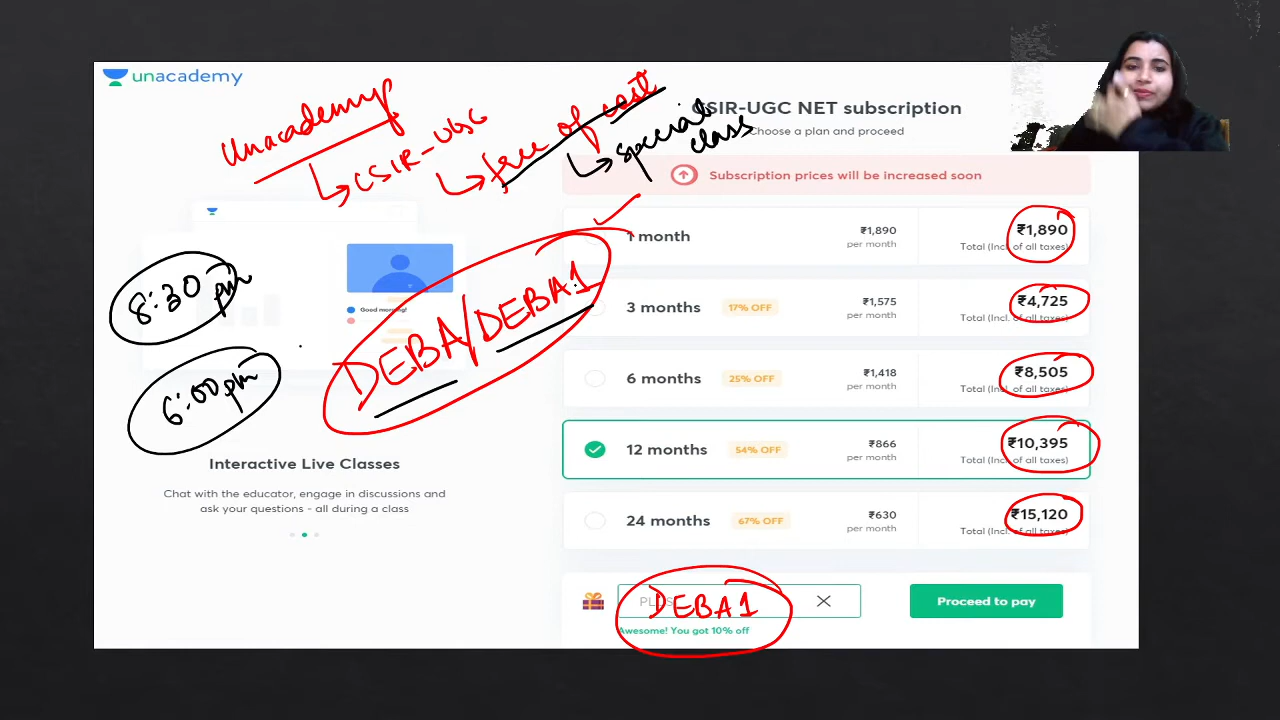 unacademy
Unacademy
CSIR-UGC
free of cost
special
class
CSIR-UGC NET subscription
Choose a plan and proceed
Subscription prices will be increased soon
1 month ₹1,890 per month ₹1,890 Total (Incl. of all taxes)
3 months 17% OFF ₹1,575 per month ₹4,725 Total (Incl. of all taxes)
6 months 25% OFF ₹1,418 per month ₹8,505 Total (Incl. of all taxes)
12 months 54% OFF ₹866 per month ₹10,395 Total (Incl. of all taxes)
24 months 67% OFF ₹630 per month ₹15,120 Total (Incl. of all taxes)
Good morning!
8:30 pm
6:00 pm
DEBA/DEBA1
Interactive Live Classes
Chat with the educator, engage in discussions and
ask your questions - all during a class
DEBA1
Awesome! You got 10% off
Proceed to pay